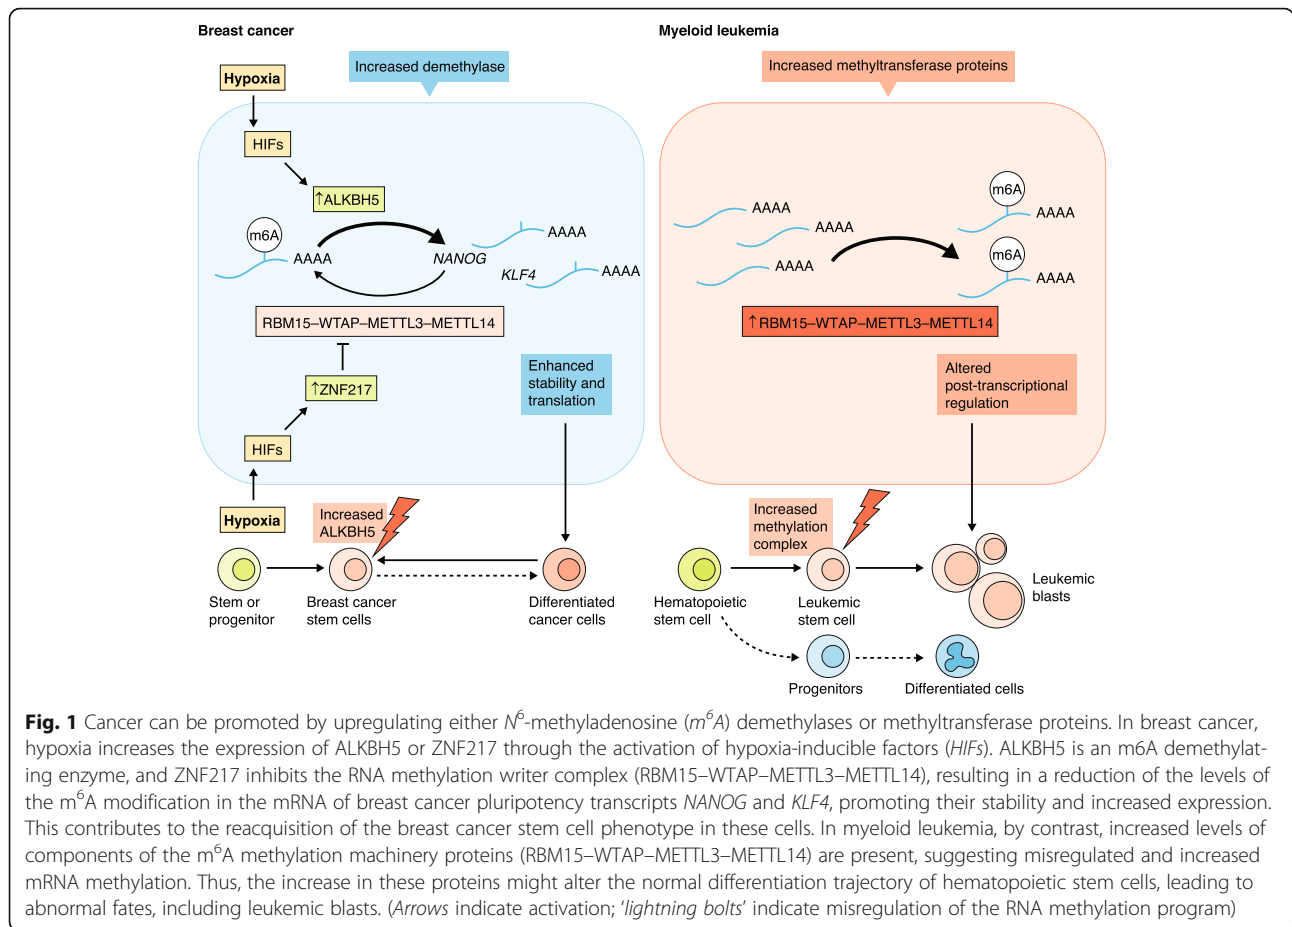 Breast cancer
Myeloid leukemia
Increased demethylase
Increased methyltransferase proteins
Hypoxia
HIFs
↑ALKBH5
m6A
AAAA
NANOG
AAAA
KLF4
AAAA
RBM15–WTAP–METTL3–METTL14
↑ZNF217
HIFs
Hypoxia
Enhanced
stability and
translation
Increased
ALKBH5
Stem or
progenitor
Breast cancer
stem cells
Differentiated
cancer cells
AAAA
AAAA
AAAA
m6A
AAAA
m6A
AAAA
↑RBM15–WTAP–METTL3–METTL14
Altered
post-transcriptional
regulation
Increased
methylation
complex
Hematopoietic
stem cell
Leukemic
stem cell
Leukemic
blasts
Progenitors
Differentiated cells
Fig. 1 Cancer can be promoted by upregulating either N⁶-methyladenosine (m⁶A) demethylases or methyltransferase proteins. In breast cancer,
hypoxia increases the expression of ALKBH5 or ZNF217 through the activation of hypoxia-inducible factors (HIFs). ALKBH5 is an m6A demethylat-
ing enzyme, and ZNF217 inhibits the RNA methylation writer complex (RBM15–WTAP–METTL3–METTL14), resulting in a reduction of the levels of
the m⁶A modification in the mRNA of breast cancer pluripotency transcripts NANOG and KLF4, promoting their stability and increased expression.
This contributes to the reacquisition of the breast cancer stem cell phenotype in these cells. In myeloid leukemia, by contrast, increased levels of
components of the m⁶A methylation machinery proteins (RBM15–WTAP–METTL3–METTL14) are present, suggesting misregulated and increased
mRNA methylation. Thus, the increase in these proteins might alter the normal differentiation trajectory of hematopoietic stem cells, leading to
abnormal fates, including leukemic blasts. (Arrows indicate activation; ‘lightning bolts’ indicate misregulation of the RNA methylation program)